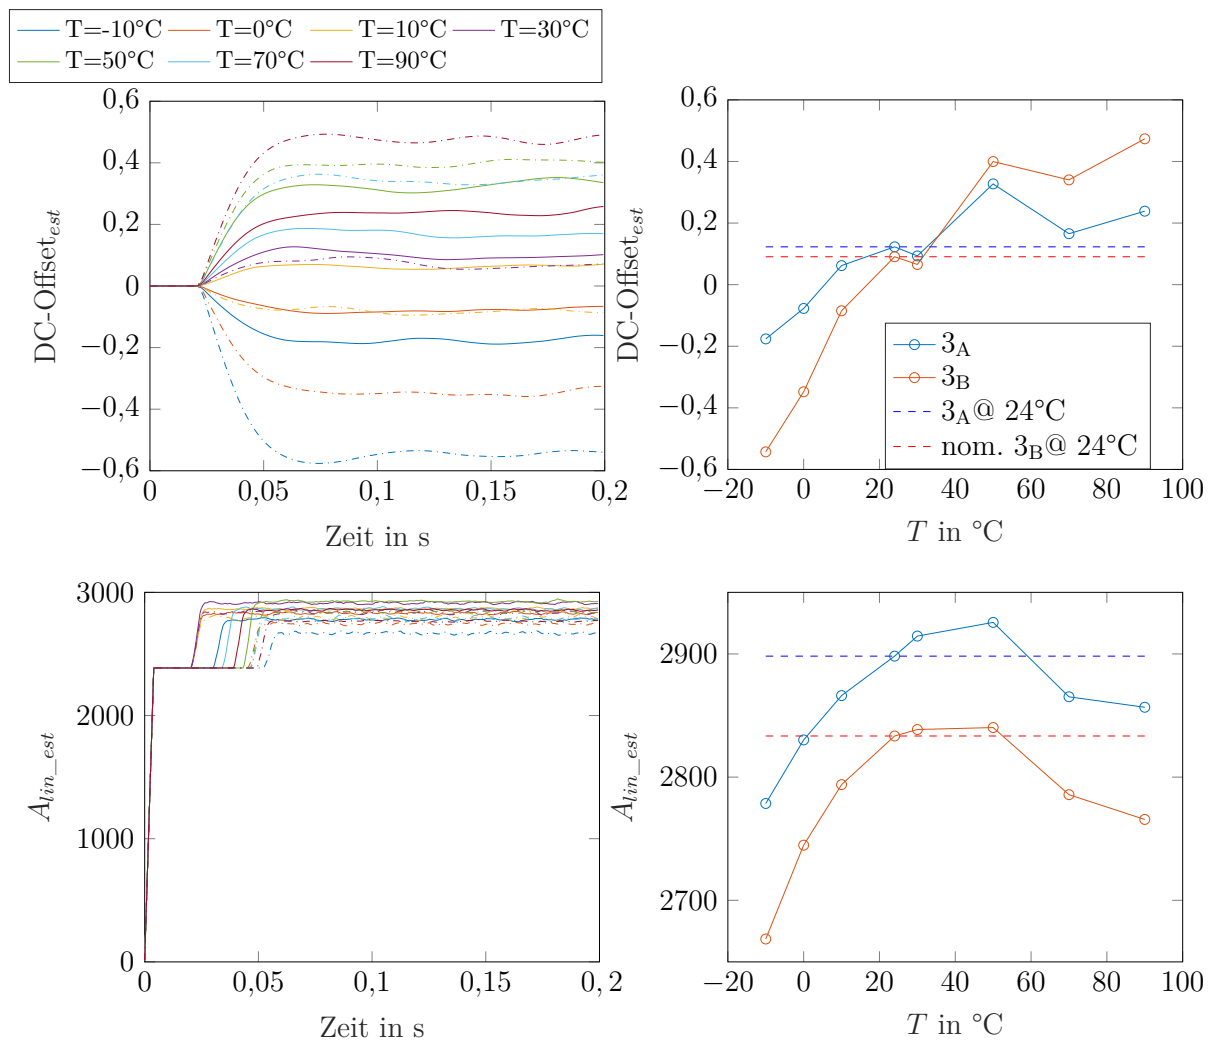 T=-10°C T=0°C T=10°C T=30°C
T=50°C T=70°C T=90°C
0,6
0,4
0,2
0
−0,2
−0,4
−0,6
0 0,05 0,1 0,15 0,2
DC-Offset_est
Zeit in s
0,6
0,4
0,2
0
−0,2
−0,4
−0,6
−20 0 20 40 60 80 100
DC-Offset_est
T in °C
3_A
3_B
3_A@ 24°C
nom. 3_B@ 24°C
3000
2000
1000
0
0 0,05 0,1 0,15 0,2
A_lin_est
Zeit in s
2900
2800
2700
−20 0 20 40 60 80 100
A_lin_est
T in °C